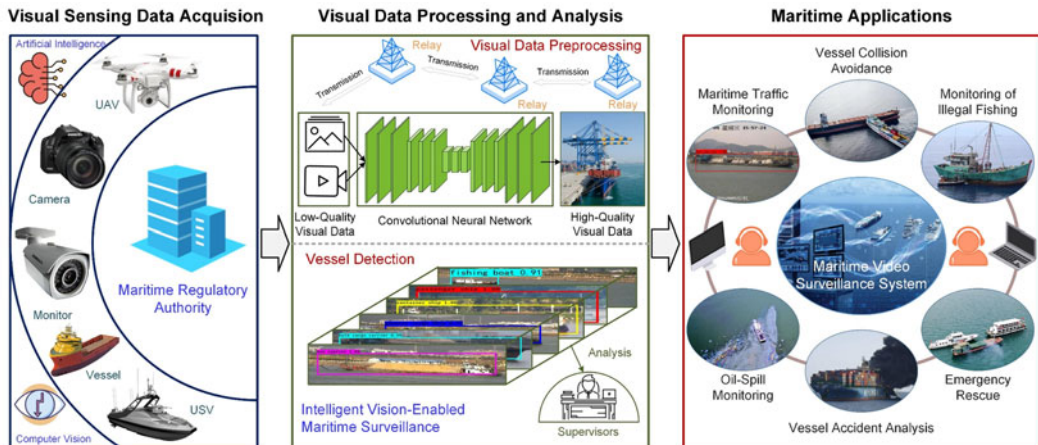 Visual Sensing Data Acquision
Artificial Intelligence
UAV
Camera
Maritime Regulatory
Authority
Monitor
Vessel
USV
Computer Vision
Visual Data Processing and Analysis
Visual Data Preprocessing
Relay
Transmission
Transmission
Transmission
Relay
Relay
Low-Quality
Visual Data
Convolutional Neural Network
High-Quality
Visual Data
Vessel Detection
fishing boat 0.91
Analysis
Intelligent Vision-Enabled
Maritime Surveillance
Supervisors
Maritime Applications
Vessel Collision
Avoidance
Maritime Traffic
Monitoring
Monitoring of
Illegal Fishing
Maritime Video
Surveillance System
Oil-Spill
Monitoring
Emergency
Rescue
Vessel Accident Analysis